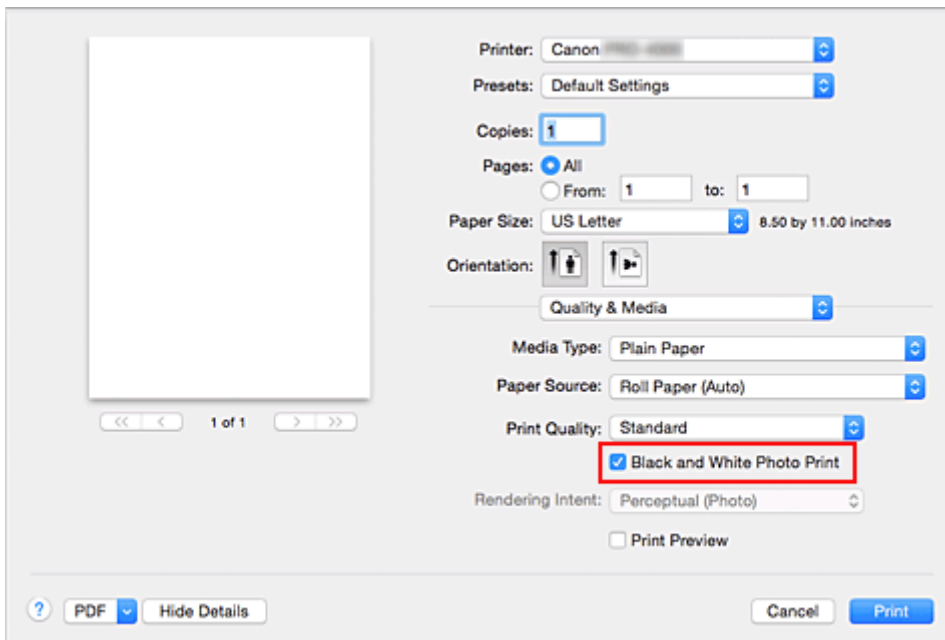 Printer: Canon
Presets: Default Settings
Copies: 1
Pages: All
From: 1 to: 1
Paper Size: US Letter 8.50 by 11.00 inches
Orientation:
Quality & Media
Media Type: Plain Paper
Paper Source: Roll Paper (Auto)
<< < 1 of 1 > >>
Print Quality: Standard
Black and White Photo Print
Rendering Intent: Perceptual (Photo)
Print Preview
? PDF Hide Details Cancel Print